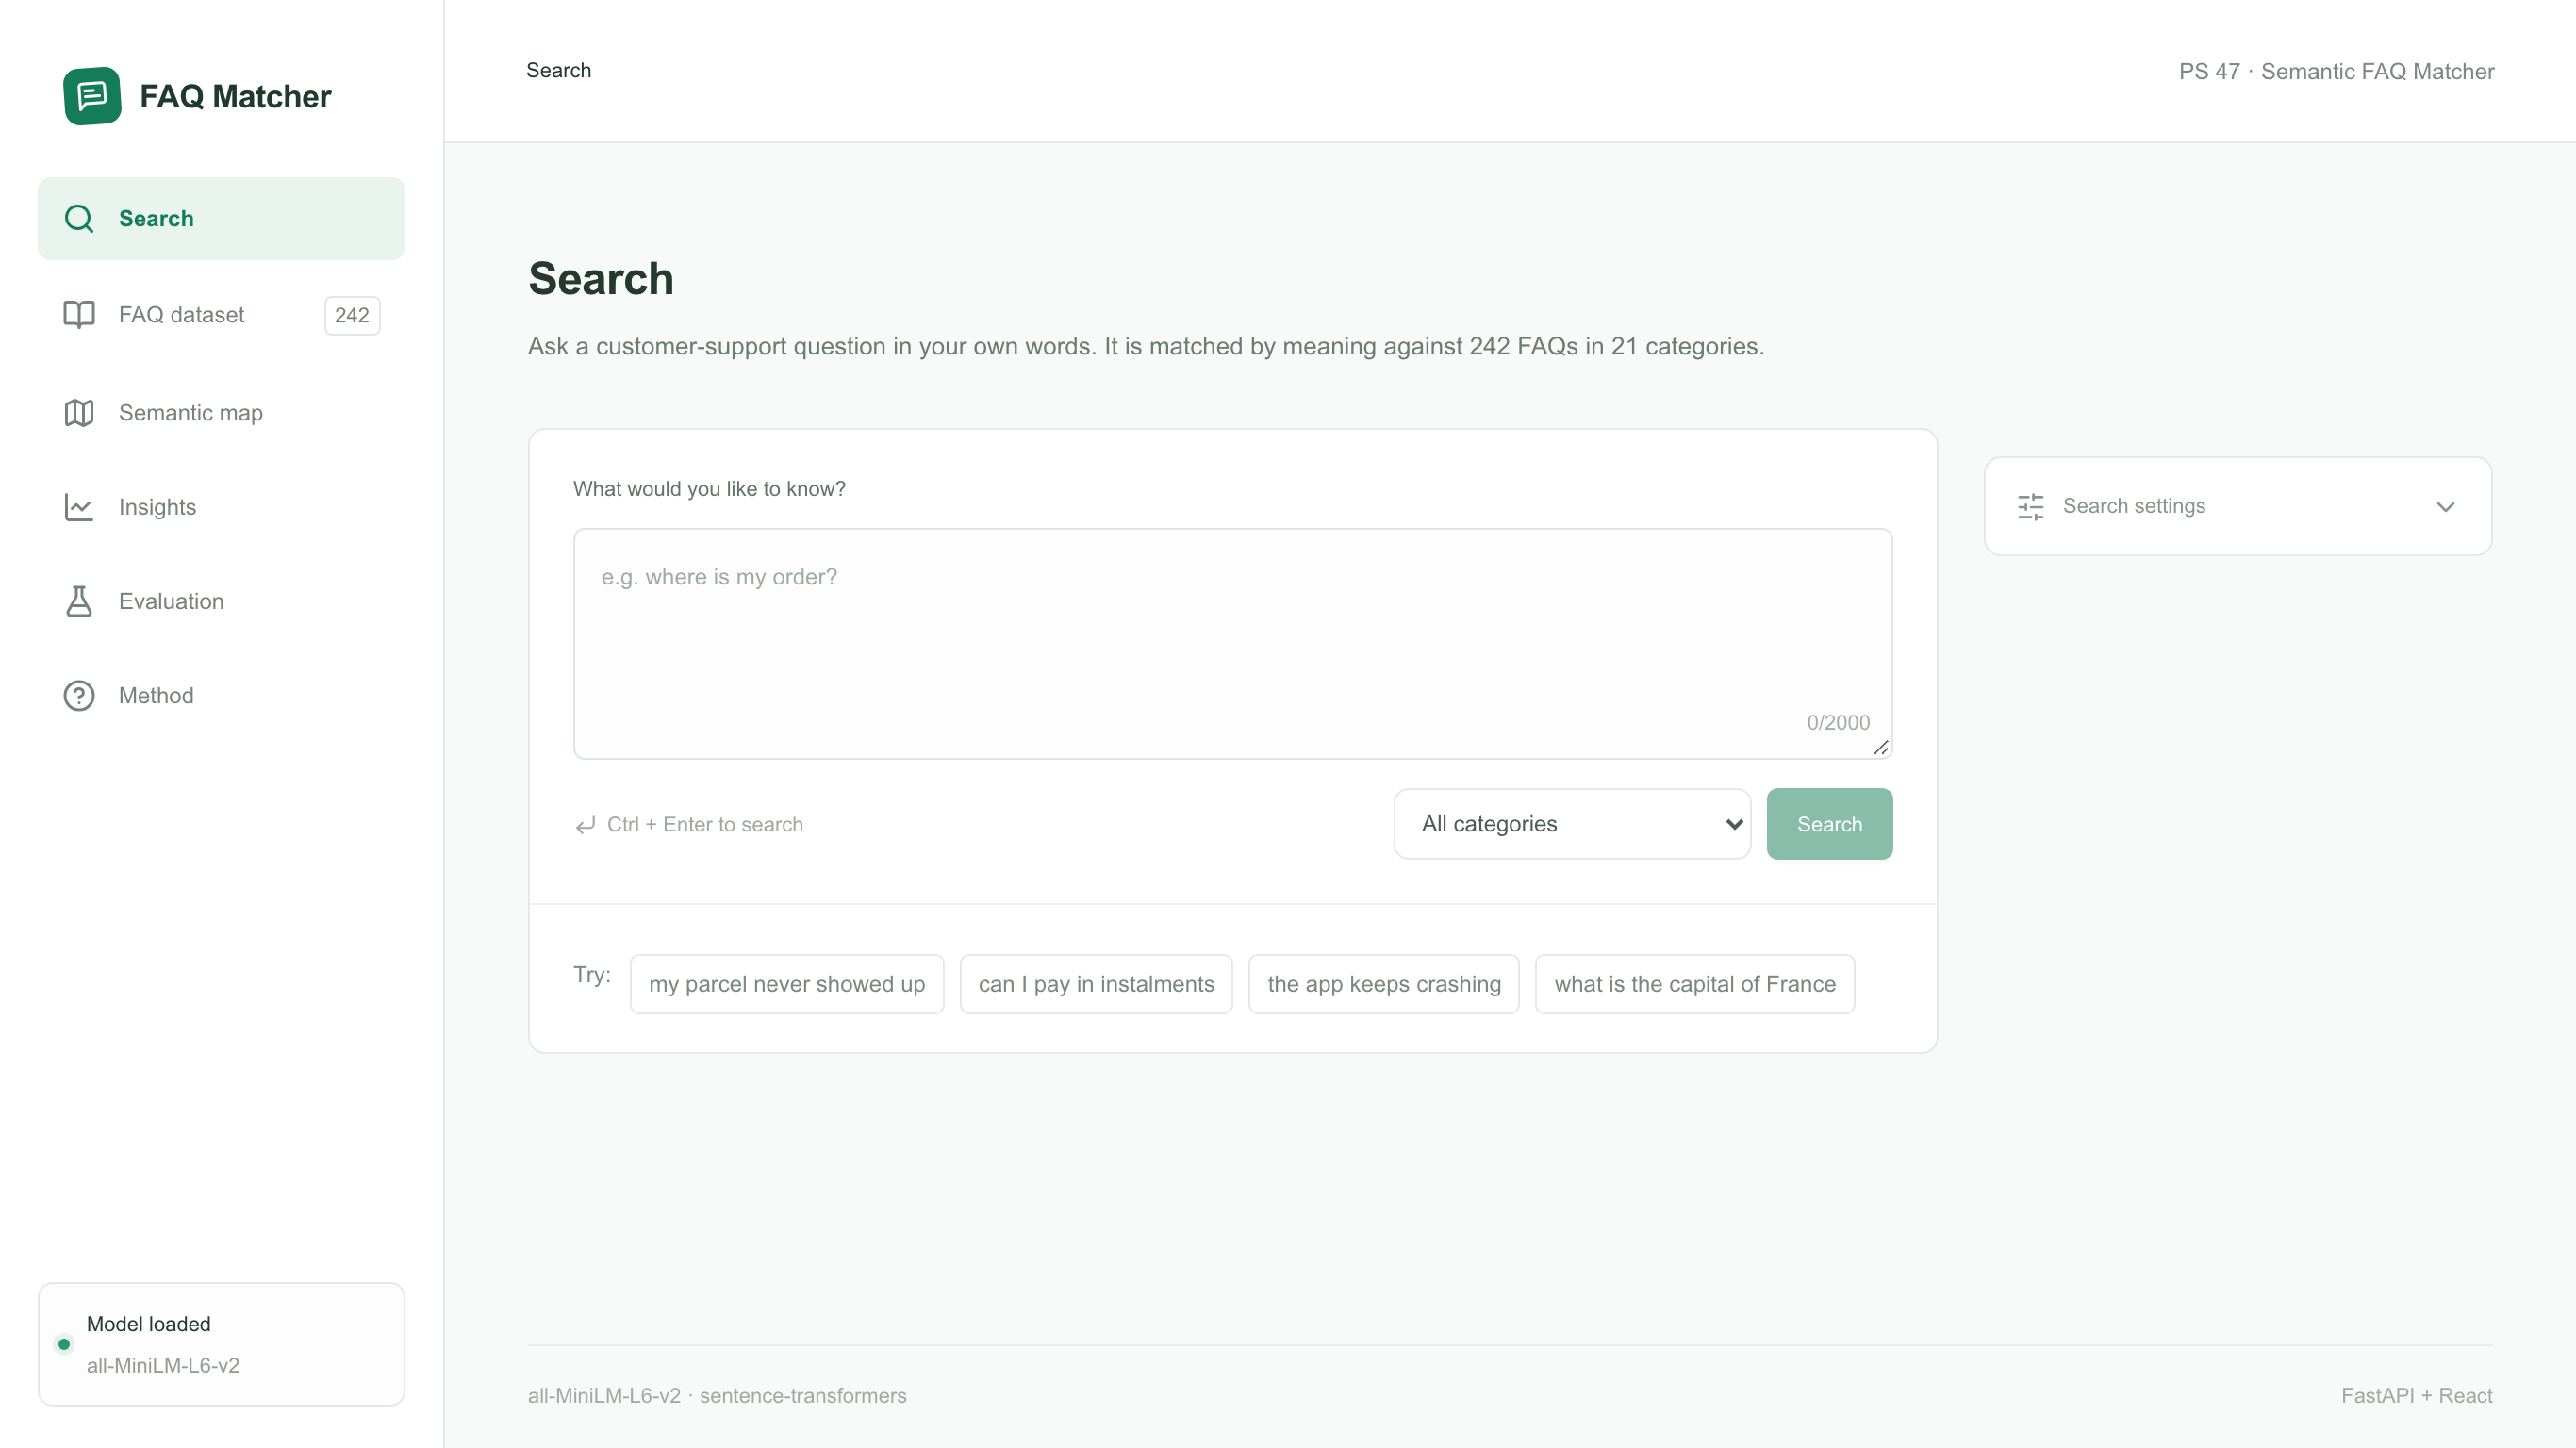 FAQ Matcher
Search
FAQ dataset
242
Semantic map
Insights
Evaluation
Method
Model loaded
all-MiniLM-L6-v2
Search
PS 47 · Semantic FAQ Matcher
Search
Ask a customer-support question in your own words. It is matched by meaning against 242 FAQs in 21 categories.
What would you like to know?
e.g. where is my order?
0/2000
Ctrl + Enter to search
All categories
Search
Try:
my parcel never showed up
can I pay in instalments
the app keeps crashing
what is the capital of France
Search settings
all-MiniLM-L6-v2 · sentence-transformers
FastAPI + React